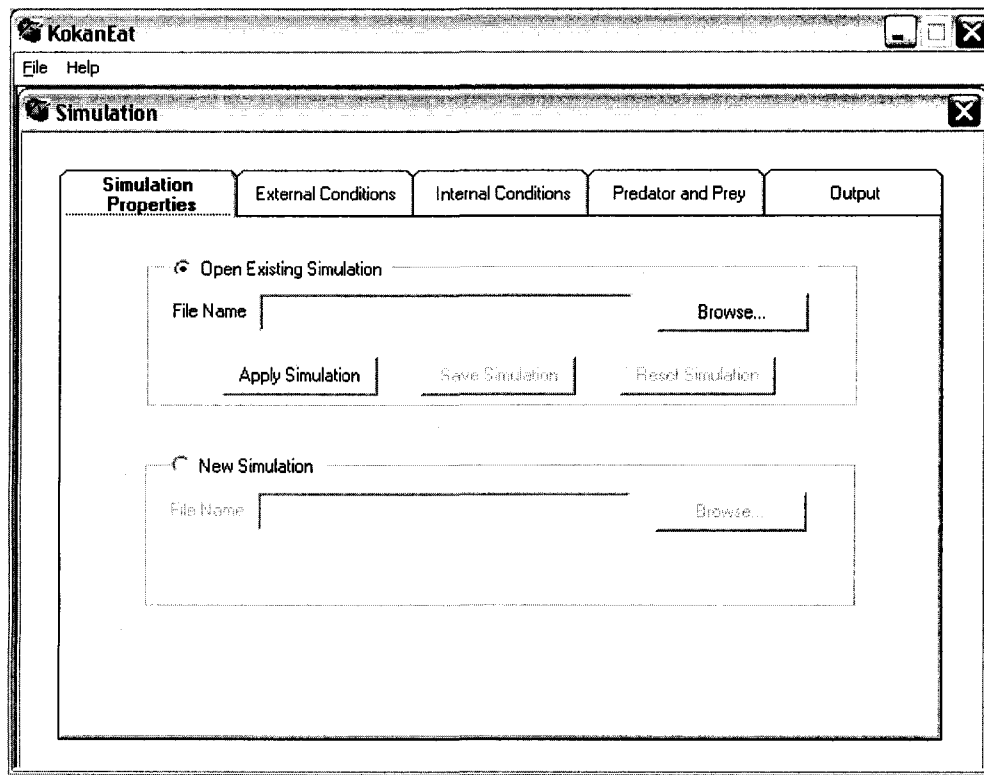 KokanEat
File Help
Simulation
Simulation Properties
External Conditions
Internal Conditions
Predator and Prey
Output
Open Existing Simulation
File Name
Browse...
Apply Simulation
Save Simulation
Reset Simulation
New Simulation
File Name
Browse...